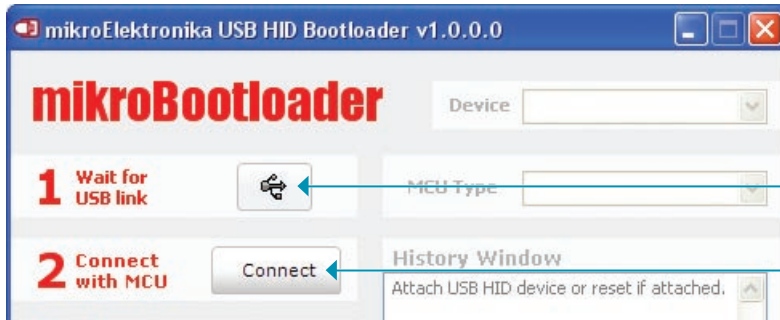 mikroElektronika USB HID Bootloader v1.0.0.0
mikroBootloader
Device
1 Wait for
USB link
MCU Type
2 Connect
with MCU
Connect
History Window
Attach USB HID device or reset if attached.